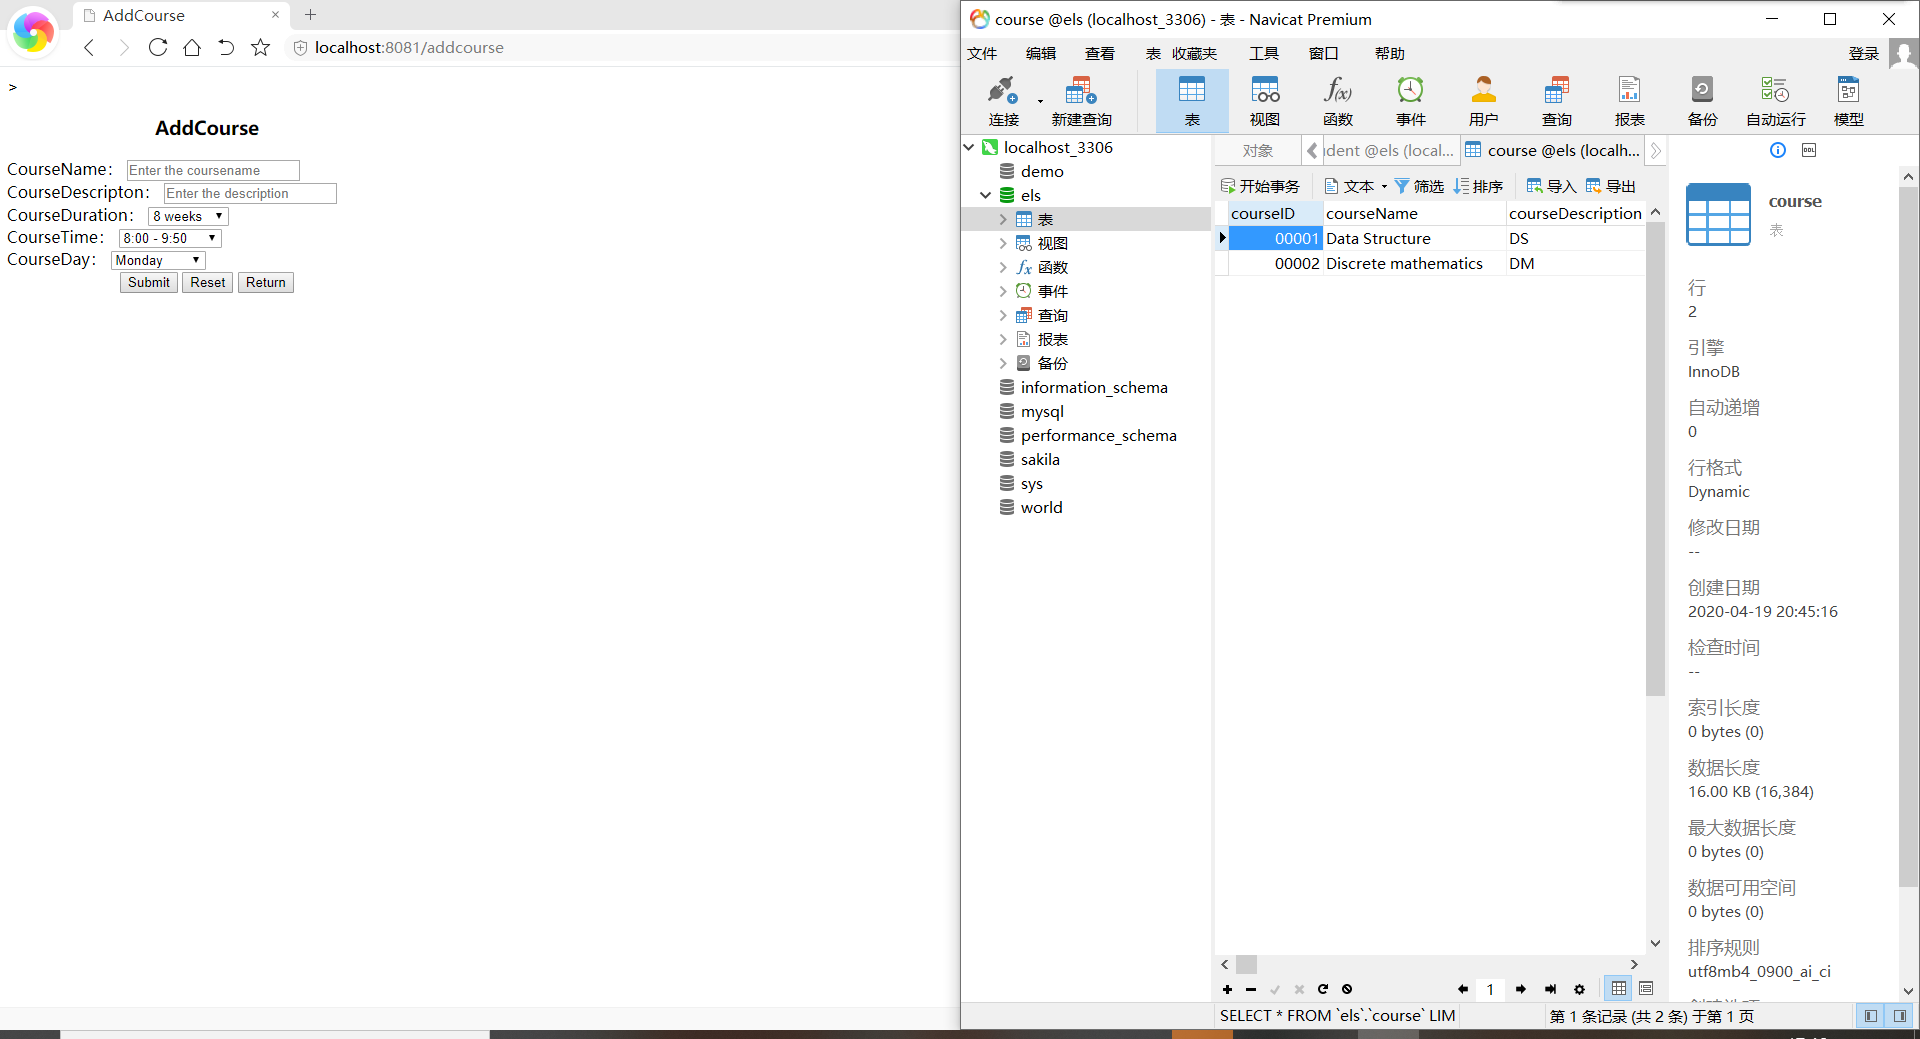 AddCourse
localhost:8081/addcourse
>
AddCourse
CourseName: Enter the coursename
CourseDescripton: Enter the description
CourseDuration: 8 weeks
CourseTime: 8:00 - 9:50
CourseDay: Monday
Submit Reset Return
course @els (localhost_3306) - 表 - Navicat Premium
文件 编辑 查看 表 收藏夹 工具 窗口 帮助 登录
连接 新建查询 表 视图 函数 事件 用户 查询 报表 备份 自动运行 模型
localhost_3306
demo
els
表
视图
函数
事件
查询
报表
备份
information_schema
mysql
performance_schema
sakila
sys
world
对象 dent @els (local... course @els (localh...
开始事务 文本 筛选 排序 导入 导出
courseID courseName courseDescription
00001 Data Structure DS
00002 Discrete mathematics DM
1
SELECT * FROM `els`.`course` LIM
第 1 条记录 (共 2 条) 于第 1 页
DDL
course
表
行
2
引擎
InnoDB
自动递增
0
行格式
Dynamic
修改日期
--
创建日期
2020-04-19 20:45:16
检查时间
--
索引长度
0 bytes (0)
数据长度
16.00 KB (16,384)
最大数据长度
0 bytes (0)
数据可用空间
0 bytes (0)
排序规则
utf8mb4_0900_ai_ci